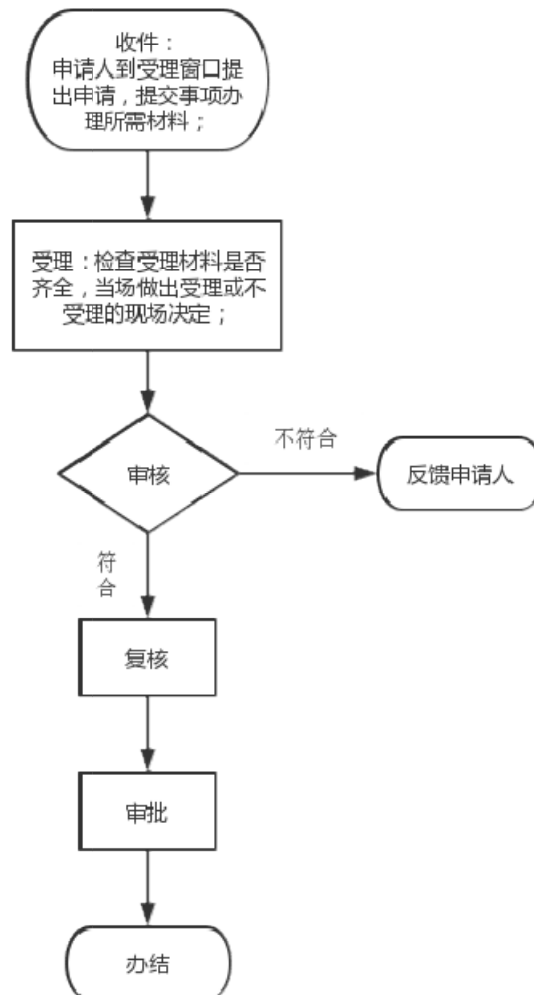 收件：
申请人到受理窗口提
出申请，提交事项办
理所需材料；
受理：检查受理材料是否
齐全，当场做出受理或不
受理的现场决定；
审核
不符合
反馈申请人
符
合
复核
审批
办结